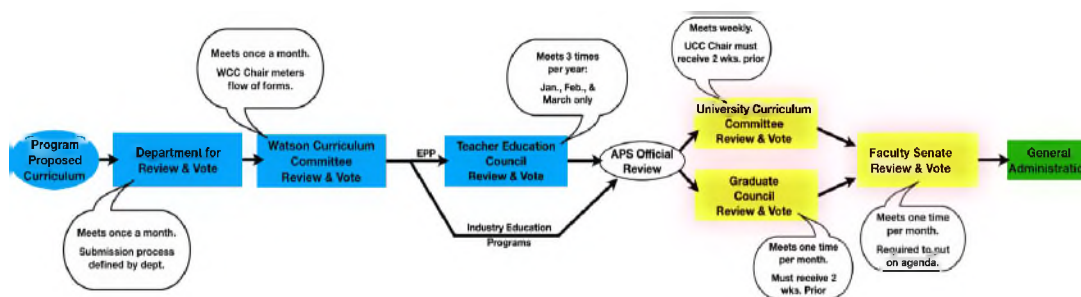 Program
Proposed
Curriculum
Department for
Review & Vote
Meets once a month.
Submission process
defined by dept.
Meets once a month.
WCC Chair meters
flow of forms.
Watson Curriculum
Committee
Review & Vote
EPP
Industry Education
Programs
Meets 3 times
per year:
Jan., Feb., &
March only
Teacher Education
Council
Review & Vote
APS Official
Review
Meets weekly.
UCC Chair must
receive 2 wks. prior
University Curriculum
Committee
Review & Vote
Graduate
Council
Review & Vote
Meets one time
per month.
Must receive 2
wks. Prior
Faculty Senate
Review & Vote
Meets one time
per month.
Required to put
on agenda.
General
Administration